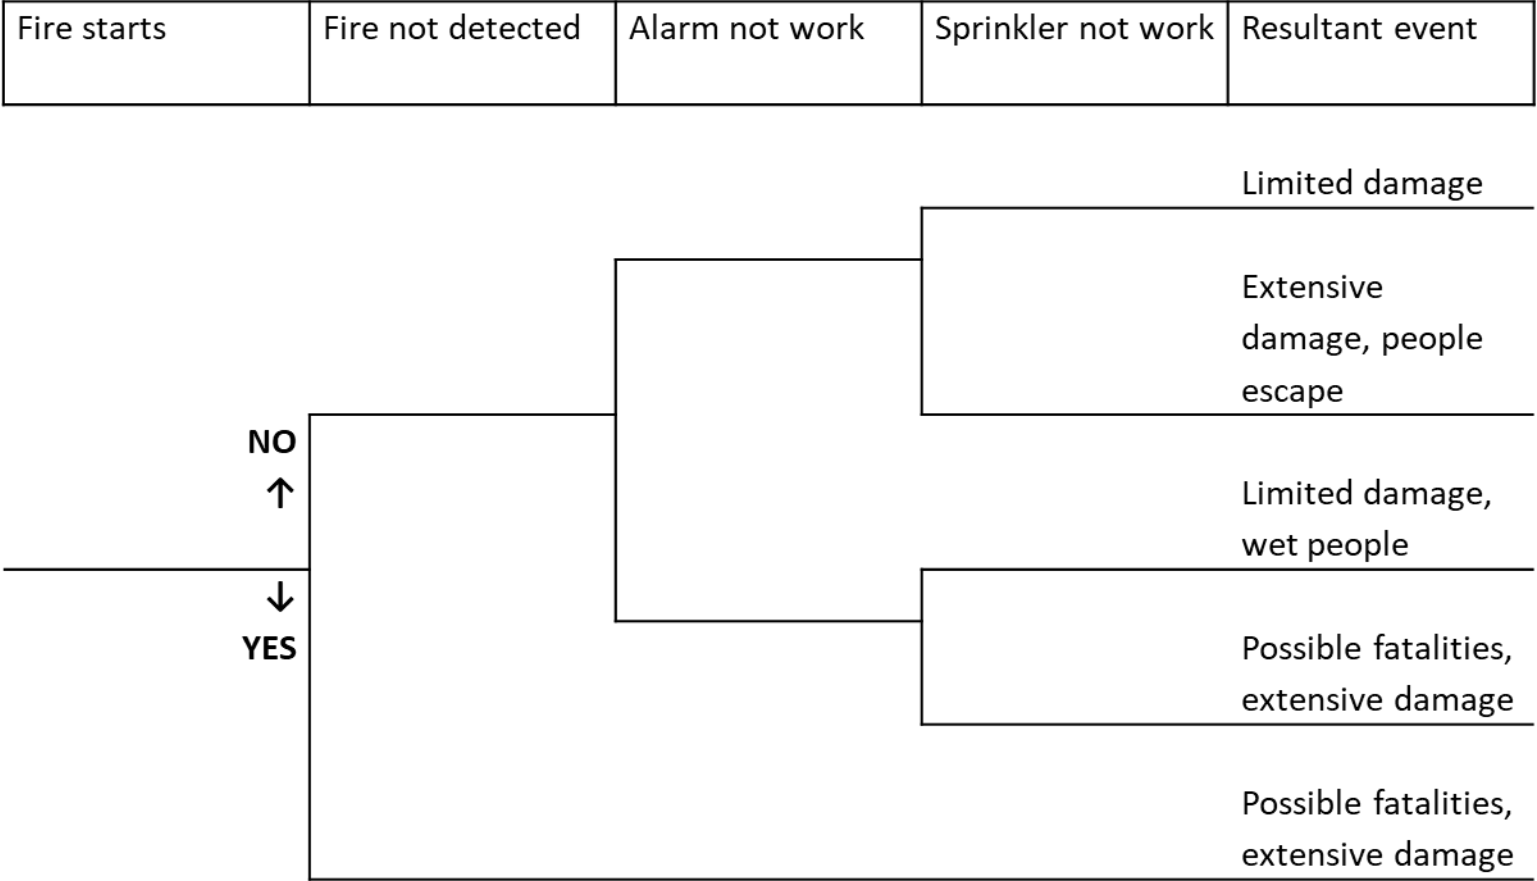 Fire starts
Fire not detected
Alarm not work
Sprinkler not work
Resultant event
Limited damage
Extensive
damage, people
escape
NO
↑
Limited damage,
wet people
↓
YES
Possible fatalities,
extensive damage
Possible fatalities,
extensive damage